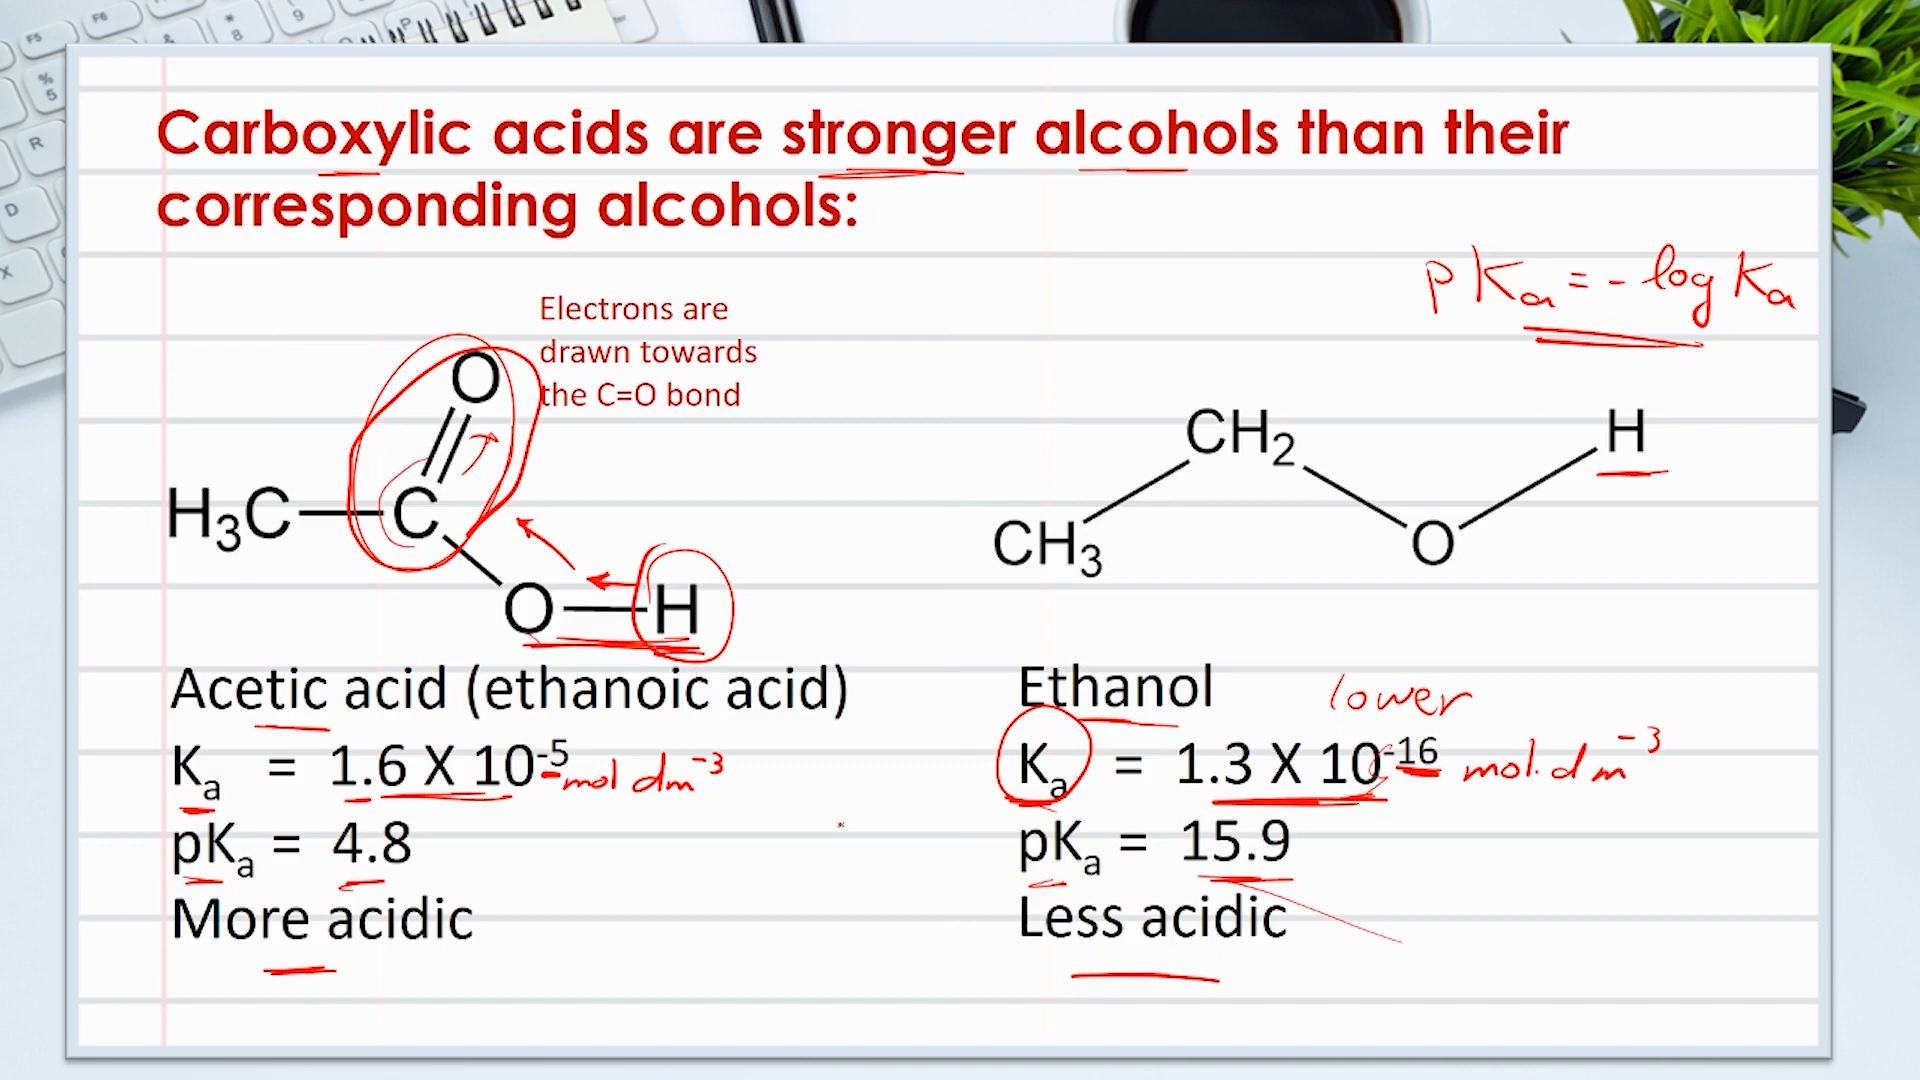 Carboxylic acids are stronger alcohols than their
corresponding alcohols:
pKa = - log Ka
Electrons are
drawn towards
the C=O bond
O
H₃C C
O H
CH₂ H
CH₃ O
Acetic acid (ethanoic acid)
Kₐ = 1.6 X 10⁻⁵ mol dm⁻³
pKₐ = 4.8
More acidic
Ethanol lower
Kₐ = 1.3 X 10⁻¹⁶ mol.dm⁻³
pKₐ = 15.9
Less acidic